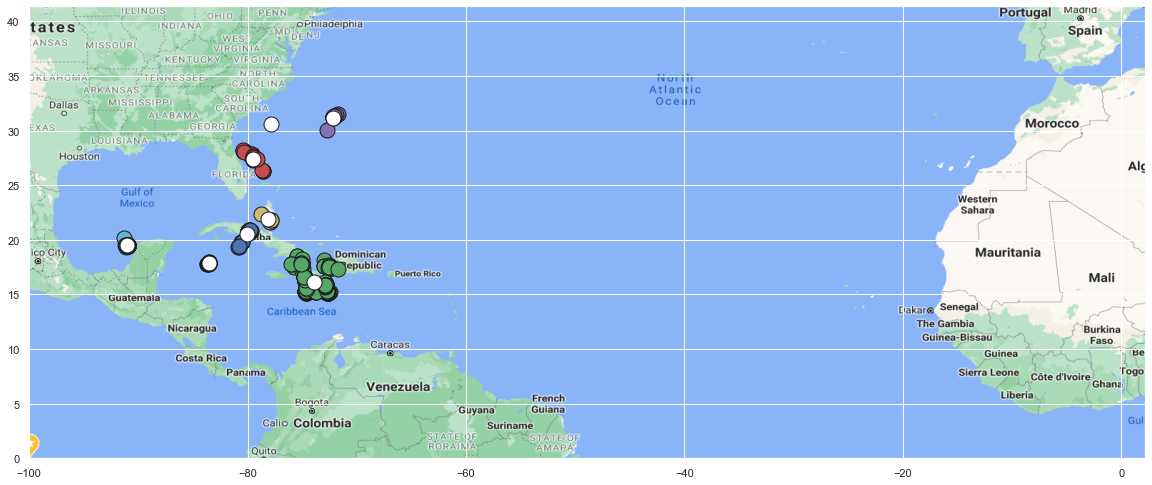 ILLINOIS
OHIO
PENN
Philadelphia
tates
INDIANA
MD
DE NJ
KANSAS
MISSOURI
WEST
VIRGINIA
KENTUCKY
VIRGINIA
OKLAHOMA
TENNESSEE
NORTH
CAROLINA
ARKANSAS
MISSISSIPPI
SOUTH
CAROLINA
Dallas
ALABAMA
GEORGIA
EXAS
LOUISIANA
Houston
FLORIDA
Gulf of
Mexico
North
Atlantic
Ocean
Portugal
Madrid
Spain
Morocco
Alg
Western
Sahara
Mauritania
Mali
ico City
ba
Dominican
Republic
Puerto Rico
Guatemala
Caribbean Sea
Nicaragua
Costa Rica
Panama
Caracas
Venezuela
Bogota
Cali
Colombia
Guyana
French
Guiana
Suriname
STATE OF
RORAIMA
STATE OF
AMAPA
Quito
Dakar
Senegal
The Gambia
Guinea-Bissau
Burkina
Faso
Guinea
Be
Sierra Leone
Côte d'Ivoire
Togo
Ghana
Liberia
Gulf
40
35
30
25
20
15
10
5
0
−100
−80
−60
−40
−20
0